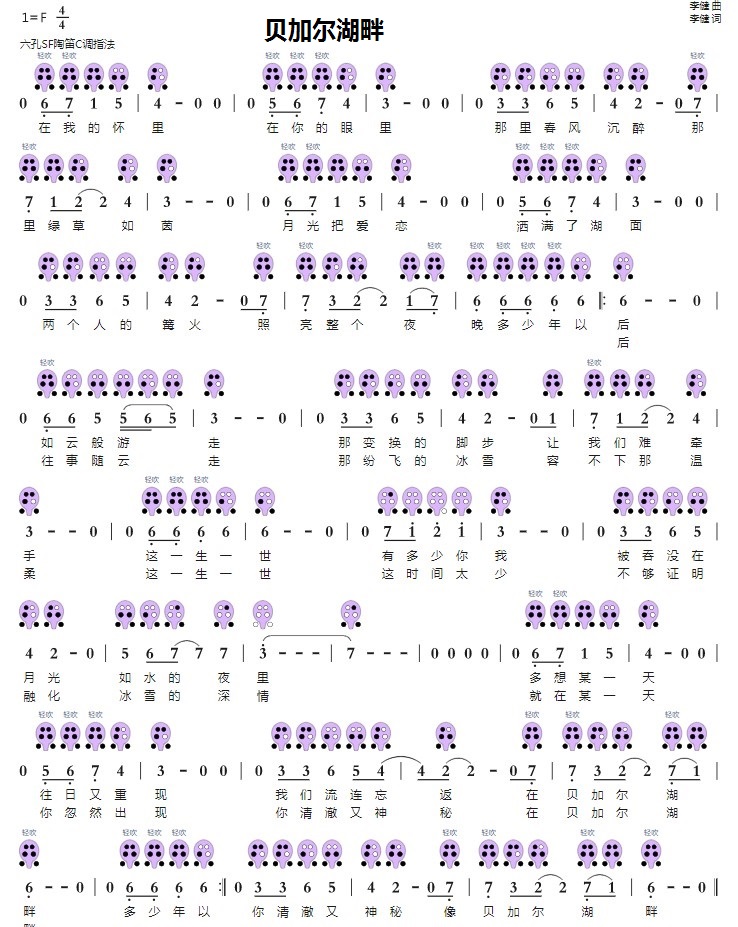 1=F 4/4
贝加尔湖畔
李健 曲
李健 词
六孔SF陶笛C调指法
轻吹 轻吹 轻吹 轻吹 轻吹 轻吹
0 6 7 1 5 | 4 - 0 0 | 0 5 6 7 4 | 3 - 0 0 | 0 3 3 6 5 | 4 2 - 0 7 |
在 我 的 怀 里 在 你 的 眼 里 那 里 春 风 沉 醉 那
轻吹 轻吹 轻吹 轻吹 轻吹 轻吹
7 1 2 2 4 | 3 - - 0 | 0 6 7 1 5 | 4 - 0 0 | 0 5 6 7 4 | 3 - 0 0 |
里 绿 草 如 茵 月 光 把 爱 恋 洒 满 了 湖 面
轻吹 轻吹 轻吹 轻吹 轻吹 轻吹 轻吹
0 3 3 6 5 | 4 2 - 0 7 | 7 3 2 2 1 7 | 6 6 6 6 6 :| 6 - - 0 |
两 个 人 的 篝 火 照 亮 整 个 夜 晚 多 少 年 以 后
后
轻吹 轻吹
0 6 6 5 5 6 5 | 3 - - 0 | 0 3 3 6 5 | 4 2 - 0 1 | 7 1 2 2 4 |
如 云 般 游 走 那 变 换 的 脚 步 让 我 们 难 牵
往 事 随 云 走 那 纷 飞 的 冰 雪 容 不 下 那 温
轻吹 轻吹 轻吹
3 - - 0 | 0 6 6 6 6 | 6 - - 0 | 0 7 1 2 1 | 3 - - 0 | 0 3 3 6 5 |
手 这 一 生 一 世 有 多 少 你 我 被 吞 没 在
柔 这 一 生 一 世 这 时 间 太 少 不 够 证 明
轻吹 轻吹
4 2 - 0 | 5 6 7 7 7 | 3 - - - | 7 - - - | 0 0 0 0 | 0 6 7 1 5 | 4 - 0 0 |
月 光 如 水 的 夜 里 多 想 某 一 天
融 化 冰 雪 的 深 情 就 在 某 一 天
轻吹 轻吹 轻吹 轻吹 轻吹 轻吹
0 5 6 7 4 | 3 - 0 0 | 0 3 3 6 5 4 | 4 2 2 - 0 7 | 7 3 2 2 7 1 |
往 日 又 重 现 我 们 流 连 忘 返 在 贝 加 尔 湖
你 忽 然 出 现 你 清 澈 又 神 秘 在 贝 加 尔 湖
轻吹 轻吹 轻吹 轻吹 轻吹 轻吹 轻吹 轻吹
6 - - 0 | 0 6 6 6 6 :| 0 3 3 6 5 | 4 2 - 0 7 | 7 3 2 2 7 1 | 6 - - 0 ‖
畔 多 少 年 以 你 清 澈 又 神 秘 像 贝 加 尔 湖 畔